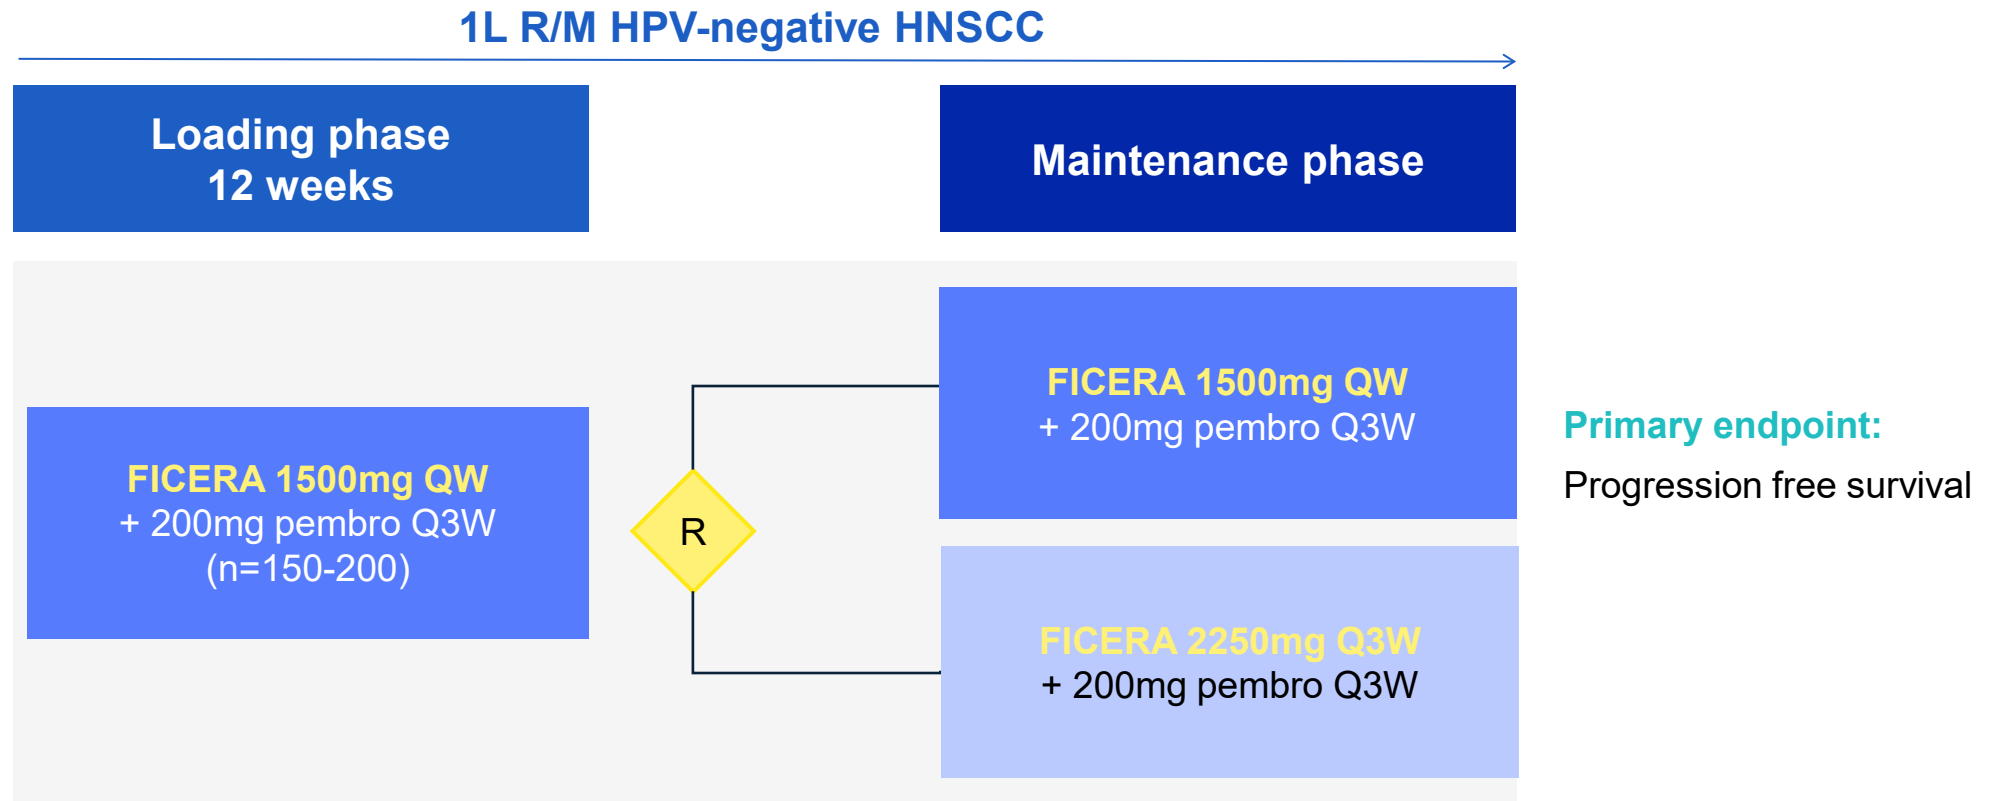 1L R/M HPV-negative HNSCC
Loading phase
12 weeks
Maintenance phase
FICERA 1500mg QW
+ 200mg pembro Q3W
(n=150-200)
R
FICERA 1500mg QW
+ 200mg pembro Q3W
FICERA 2250mg Q3W
+ 200mg pembro Q3W
Primary endpoint:
Progression free survival